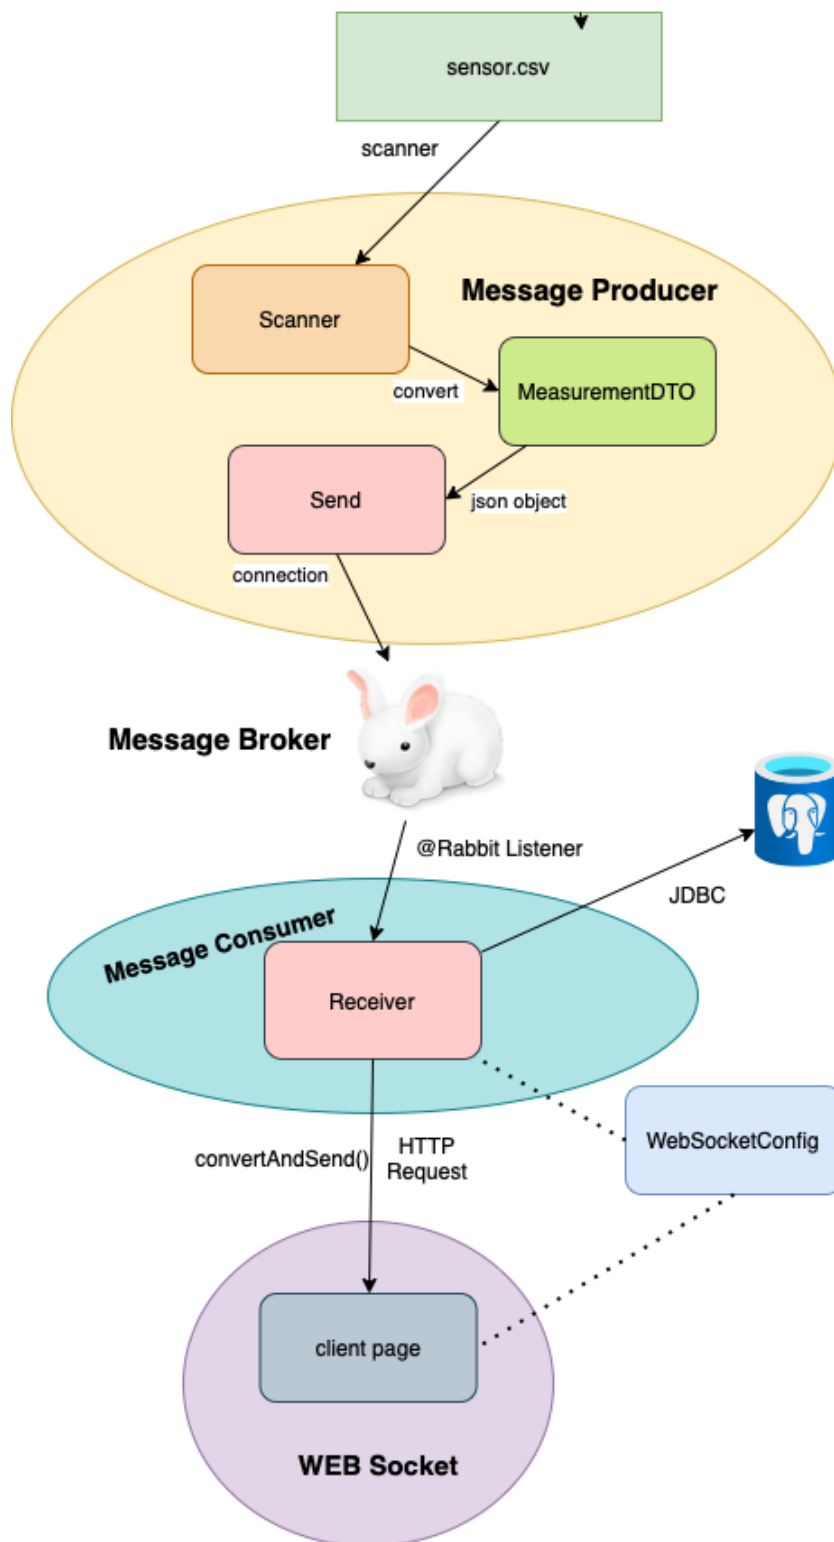 sensor.csv
scanner
Message Producer
Scanner
convert
MeasurementDTO
Send
json object
connection
Message Broker
@Rabbit Listener
JDBC
Message Consumer
Receiver
convertAndSend()
HTTP
Request
WebSocketConfig
client page
WEB Socket